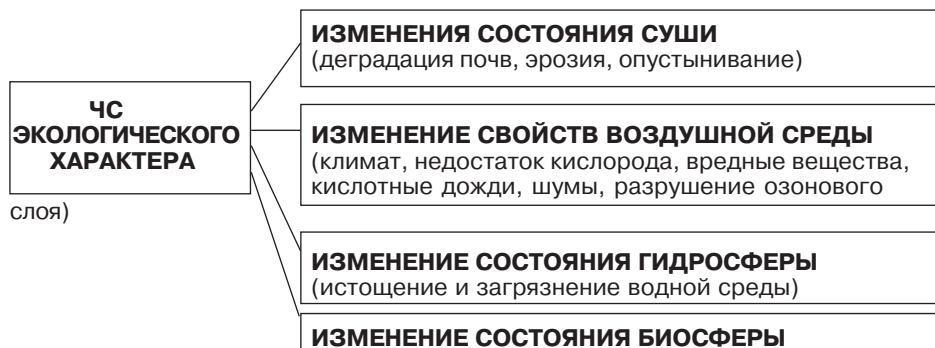 ИЗМЕНЕНИЯ СОСТОЯНИЯ СУШИ
(деградация почв, эрозия, опустынивание)
ЧС
ЭКОЛОГИЧЕСКОГО
ХАРАКТЕРА
ИЗМЕНЕНИЕ СВОЙСТВ ВОЗДУШНОЙ СРЕДЫ
(климат, недостаток кислорода, вредные вещества,
кислотные дожди, шумы, разрушение озонового
слоя)
ИЗМЕНЕНИЕ СОСТОЯНИЯ ГИДРОСФЕРЫ
(истощение и загрязнение водной среды)
ИЗМЕНЕНИЕ СОСТОЯНИЯ БИОСФЕРЫ